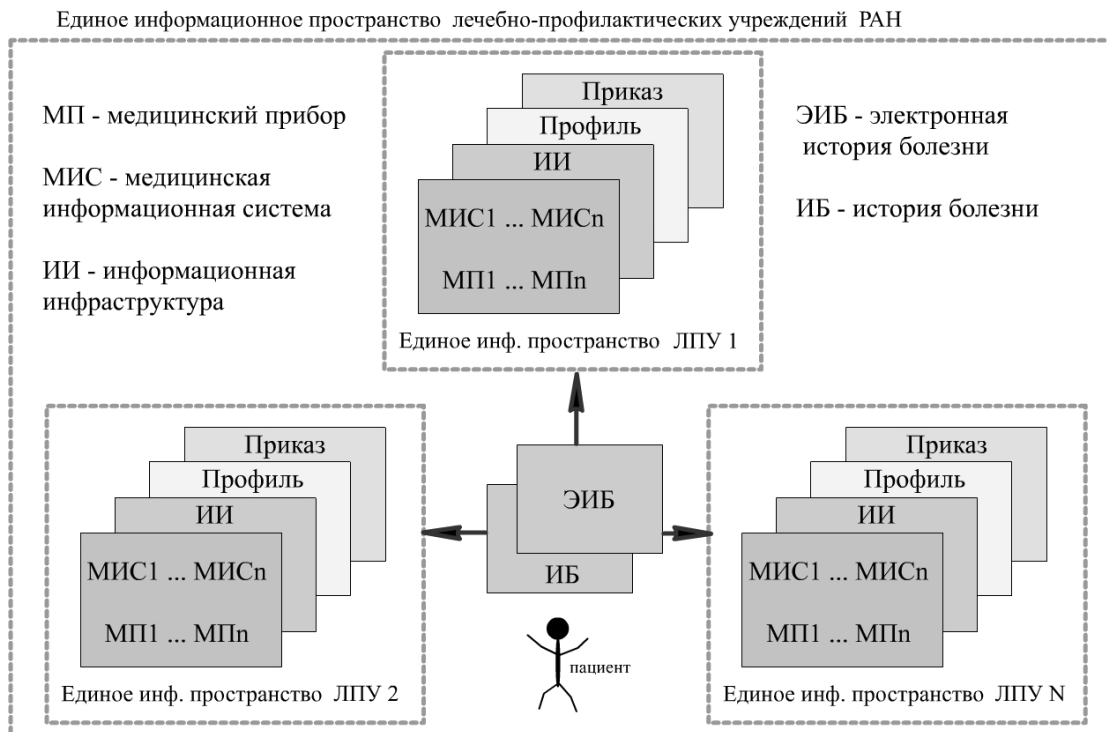 Единое информационное пространство лечебно-профилактических учреждений РАН
МП - медицинский прибор
МИС - медицинская
информационная система
ИИ - информационная
инфраструктура
Приказ
Профиль
ИИ
МИС1 ... МИСn
МП1 ... МПn
Единое инф. пространство ЛПУ 1
ЭИБ - электронная
история болезни
ИБ - история болезни
Приказ
Профиль
ИИ
МИС1 ... МИСn
МП1 ... МПn
Единое инф. пространство ЛПУ 2
ЭИБ
ИБ
пациент
Приказ
Профиль
ИИ
МИС1 ... МИСn
МП1 ... МПn
Единое инф. пространство ЛПУ N